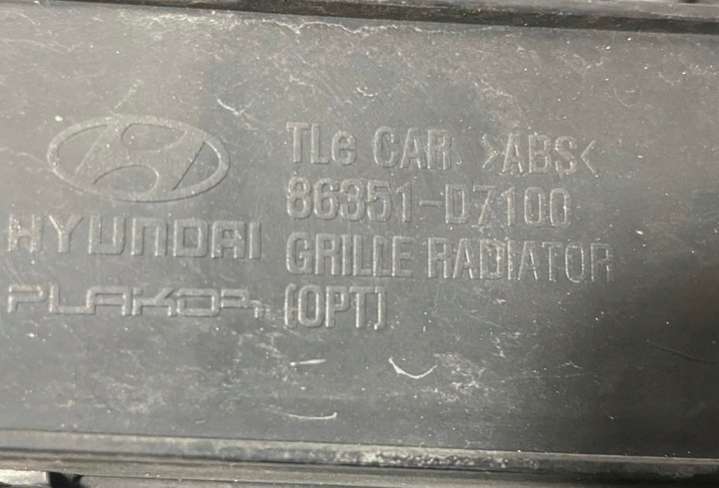 TLe CAR >ABS<
86351-D7100
HYUNDAI
GRILLE RADIATOR
PLAKOR
(OPT)